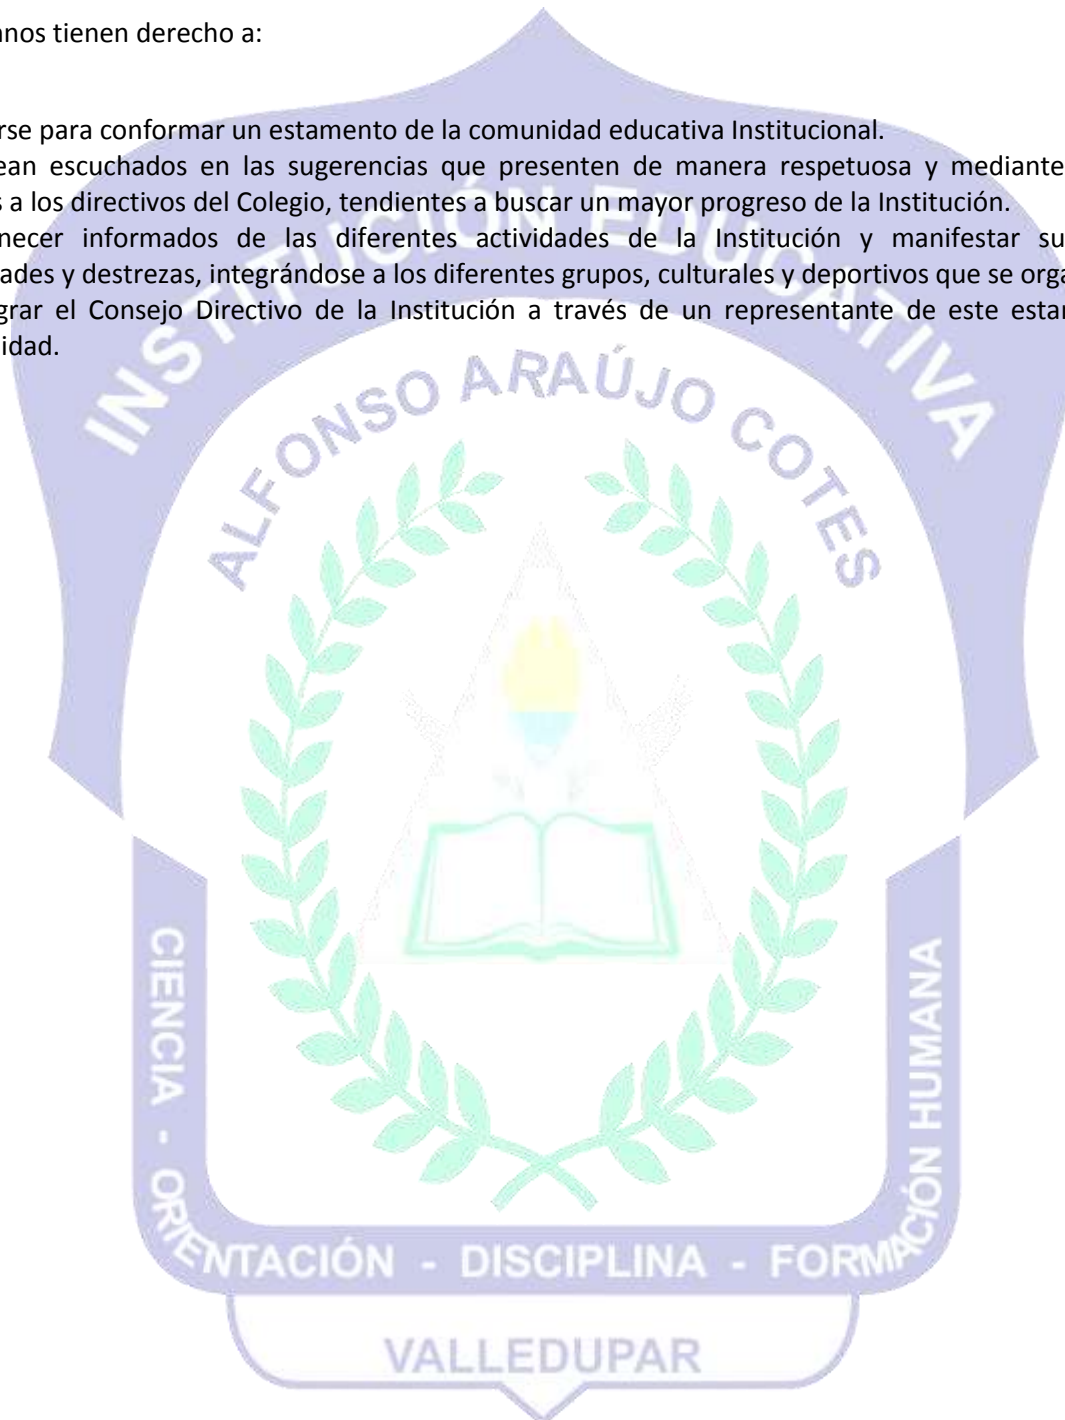 anos tienen derecho a:
rse para conformar un estamento de la comunidad educativa Institucional.
ean escuchados en las sugerencias que presenten de manera respetuosa y mediante
s a los directivos del Colegio, tendientes a buscar un mayor progreso de la Institución.
necer informados de las diferentes actividades de la Institución y manifestar su
ades y destrezas, integrándose a los diferentes grupos, culturales y deportivos que se orga
grar el Consejo Directivo de la Institución a través de un representante de este estar
idad.
INSTITUCIÓN EDUCATIVA
ALFONSO ARAÚJO COTES
CIENCIA - ORIENTACIÓN - DISCIPLINA - FORMACIÓN HUMANA
VALLEDUPAR